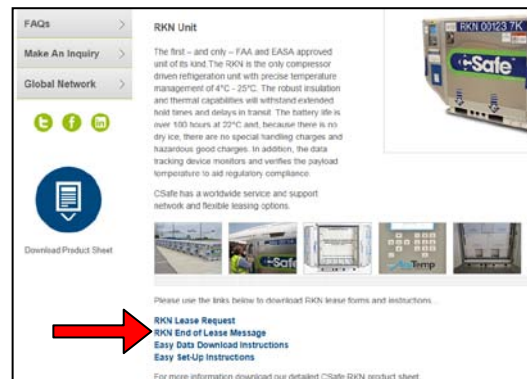 FAQs
Make An Inquiry
Global Network
Download Product Sheet
RKN Unit
The first – and only – FAA and EASA approved
unit of its kind.The RKN is the only compressor
driven refrigeration unit with precise temperature
management of 4°C - 25°C. The robust insulation
and thermal capabilities will withstand extended
hold times and delays in transit. The battery life is
over 100 hours at 22°C and, because there is no
dry ice, there are no special handling charges and
hazardous good charges. In addition, the data
tracking device monitors and verifies the payload
temperature to aid regulatory compliance.
CSafe has a worldwide service and support
network and flexible leasing options.
RKN 00123 7K
CSafe
CSafe
AcuTemp
Please use the links below to download RKN lease forms and instructions...
RKN Lease Request
RKN End of Lease Message
Easy Data Download Instructions
Easy Set-Up Instructions
For more information download our detailed CSafe RKN product sheet